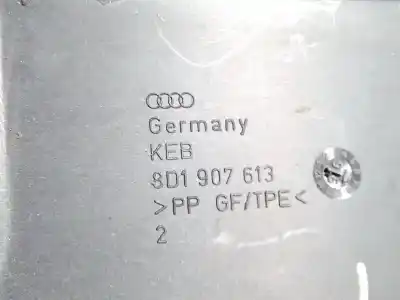 Germany
KEB
8D1 907 613
>PP GF/TPE<
2